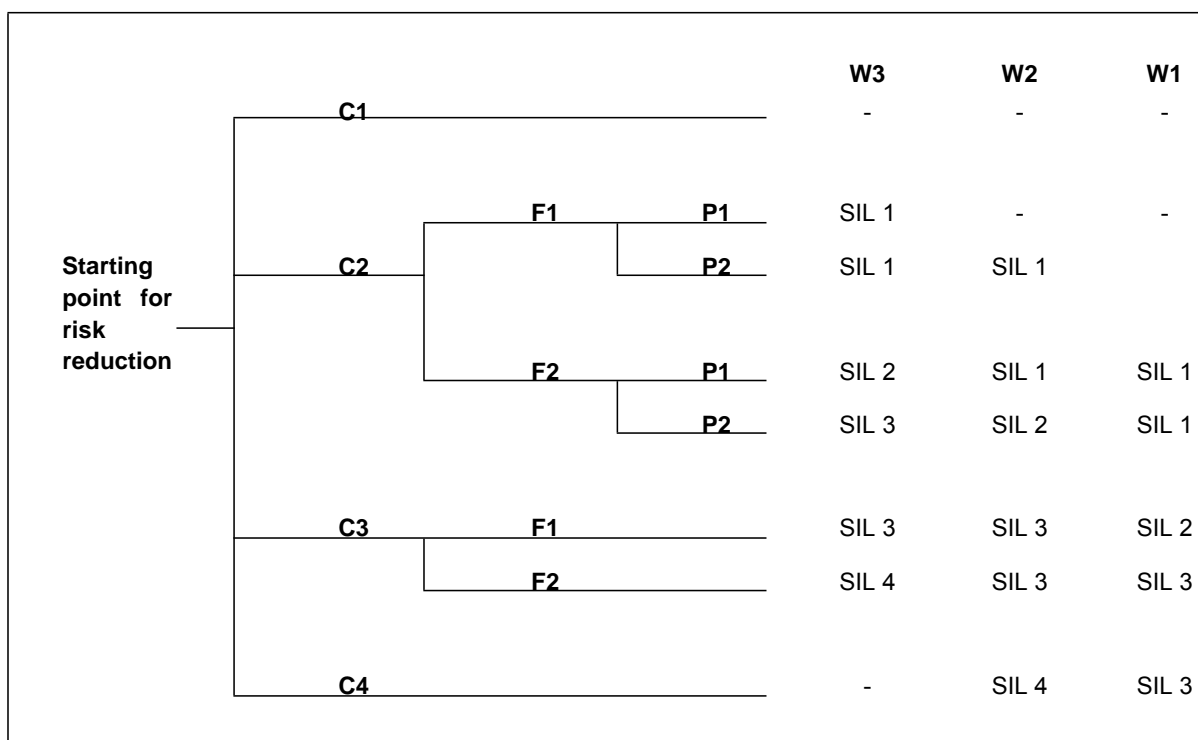 W3 W2 W1
C1 - - -
F1 P1 SIL 1 - -
Starting
point for
risk
reduction
C2 P2 SIL 1 SIL 1
F2 P1 SIL 2 SIL 1 SIL 1
P2 SIL 3 SIL 2 SIL 1
C3 F1 SIL 3 SIL 3 SIL 2
F2 SIL 4 SIL 3 SIL 3
C4 - SIL 4 SIL 3